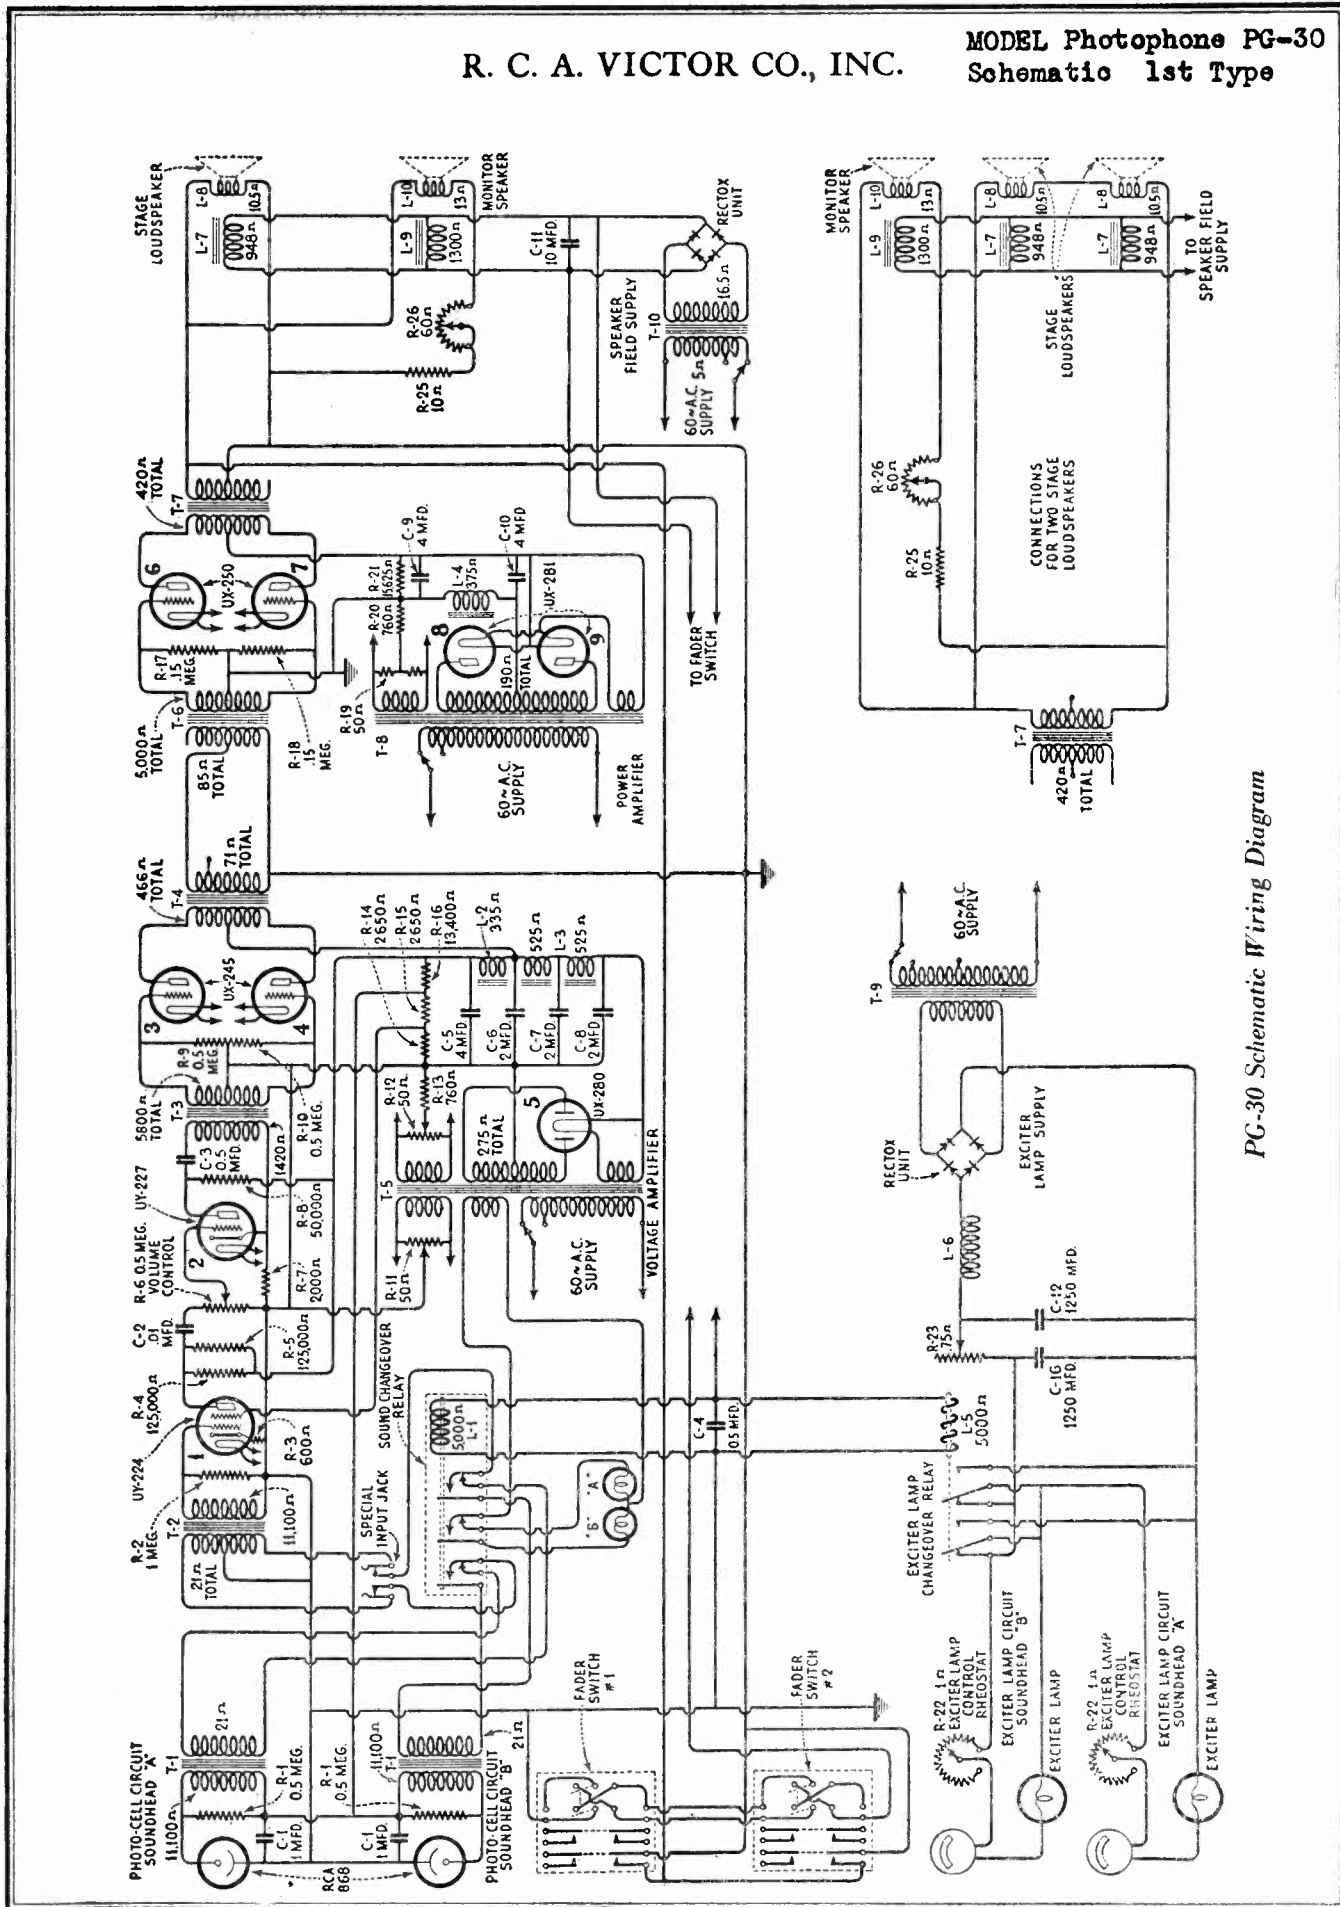 R. C. A. VICTOR CO., INC.
MODEL Photophone PG-30
Schematic 1st Type
PHOTO-CELL CIRCUIT
SOUNDHEAD "A"
11,100Ω
T-1
21Ω
R-1
0.5 MEG.
C-1
1 MFD.
RCA
868
C-1
1 MFD.
R-1
0.5 MEG.
11,100Ω
T-1
21Ω
PHOTO-CELL CIRCUIT
SOUNDHEAD "B"
R-2
1 MEG.
T-2
21Ω
TOTAL
11,100Ω
UY-224
1
R-3
600Ω
R-4
125,000Ω
R-5
125,000Ω
C-2
.01
MFD.
R-6 0.5 MEG.
VOLUME
CONTROL
UY-227
2
R-7
2000Ω
R-8
50,000Ω
C-3
0.5
MFD.
1420Ω
5800Ω
TOTAL
T-3
R-9
0.5
MEG.
R-10
0.5 MEG.
3
UX-245
4
466Ω
TOTAL
T-4
71Ω
TOTAL
85Ω
TOTAL
5,000Ω
TOTAL
T-6
R-17
.15
MEG.
R-18
.15
MEG.
6
UX-250
7
420Ω
TOTAL
T-7
STAGE
LOUDSPEAKER
L-8
10.5Ω
L-7
948Ω
L-10
13Ω
MONITOR
SPEAKER
L-9
1300Ω
R-26
60Ω
R-25
10Ω
C-11
10 MFD.
RECTOX
UNIT
16.5Ω
SPEAKER
FIELD SUPPLY
T-10
60~A.C. 5Ω
SUPPLY
SPECIAL
INPUT JACK
SOUND CHANGEOVER
RELAY
5,000Ω
L-1
"A"
"B"
R-11
50Ω
T-5
R-12
50Ω
R-13
760Ω
R-14
2650Ω
R-15
2650Ω
R-16
13,400Ω
L-2
335Ω
525Ω
L-3
525Ω
C-5
4 MFD.
C-6
2 MFD.
C-7
2 MFD.
C-8
2 MFD.
275Ω
TOTAL
5
UX-280
60~A.C.
SUPPLY
VOLTAGE AMPLIFIER
R-19
50Ω
T-8
R-20
760Ω
R-21
15625Ω
C-9
4 MFD.
L-4
375Ω
C-10
4 MFD
8
UX-281
9
190Ω
TOTAL
60~A.C.
SUPPLY
POWER
AMPLIFIER
TO FADER
SWITCH
FADER
SWITCH
#1
FADER
SWITCH
#2
C-4
0.5 MFD.
EXCITER LAMP
CHANGEOVER RELAY
L-5
5000Ω
R-22 1Ω
EXCITER LAMP
CONTROL
RHEOSTAT
EXCITER LAMP CIRCUIT
SOUNDHEAD "B"
EXCITER LAMP
R-22 1Ω
EXCITER LAMP
CONTROL
RHEOSTAT
EXCITER LAMP CIRCUIT
SOUNDHEAD "A"
EXCITER LAMP
R-23
.75Ω
C-16
1250 MFD.
C-12
1250 MFD.
L-6
RECTOX
UNIT
EXCITER
LAMP SUPPLY
T-9
60~A.C.
SUPPLY
T-7
420Ω
TOTAL
R-25
10Ω
R-26
60Ω
CONNECTIONS
FOR TWO STAGE
LOUDSPEAKERS
MONITOR
SPEAKER
L-10
13Ω
L-9
1300Ω
L-8
10.5Ω
L-7
948Ω
L-8
10.5Ω
L-7
948Ω
STAGE
LOUDSPEAKERS
TO
SPEAKER FIELD
SUPPLY
PG-30 Schematic Wiring Diagram